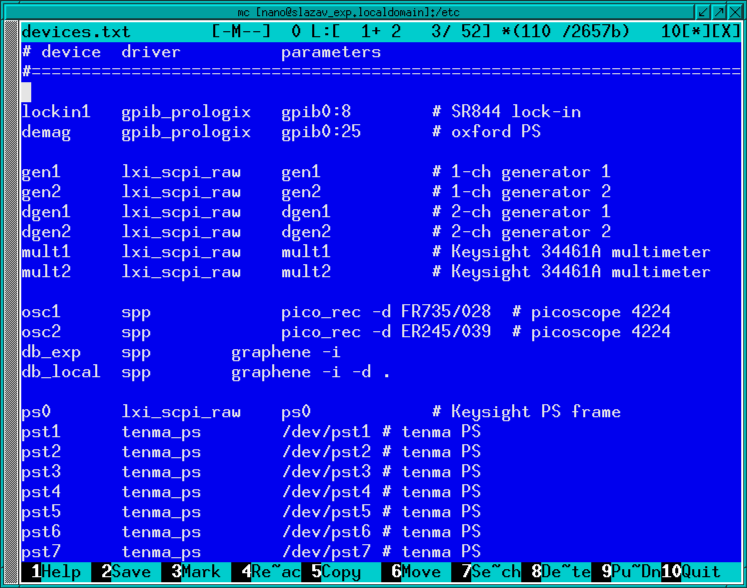 mc [nano@slazav_exp.localdomain]:/etc
devices.txt [-M--] 0 L:[ 1+ 2 3/ 52] *(110 /2657b) 10[*][X]
# device driver parameters
#========================================================================
lockin1 gpib_prologix gpib0:8 # SR844 lock-in
demag gpib_prologix gpib0:25 # oxford PS
gen1 lxi_scpi_raw gen1 # 1-ch generator 1
gen2 lxi_scpi_raw gen2 # 1-ch generator 2
dgen1 lxi_scpi_raw dgen1 # 2-ch generator 1
dgen2 lxi_scpi_raw dgen2 # 2-ch generator 2
mult1 lxi_scpi_raw mult1 # Keysight 34461A multimeter
mult2 lxi_scpi_raw mult2 # Keysight 34461A multimeter
osc1 spp pico_rec -d FR735/028 # picoscope 4224
osc2 spp pico_rec -d ER245/039 # picoscope 4224
db_exp spp graphene -i
db_local spp graphene -i -d .
ps0 lxi_scpi_raw ps0 # Keysight PS frame
pst1 tenma_ps /dev/pst1 # tenma PS
pst2 tenma_ps /dev/pst2 # tenma PS
pst3 tenma_ps /dev/pst3 # tenma PS
pst4 tenma_ps /dev/pst4 # tenma PS
pst5 tenma_ps /dev/pst5 # tenma PS
pst6 tenma_ps /dev/pst6 # tenma PS
pst7 tenma_ps /dev/pst7 # tenma PS
1Help 2Save 3Mark 4Re~ac 5Copy 6Move 7Se~ch 8De~te 9Pu~Dn 10Quit